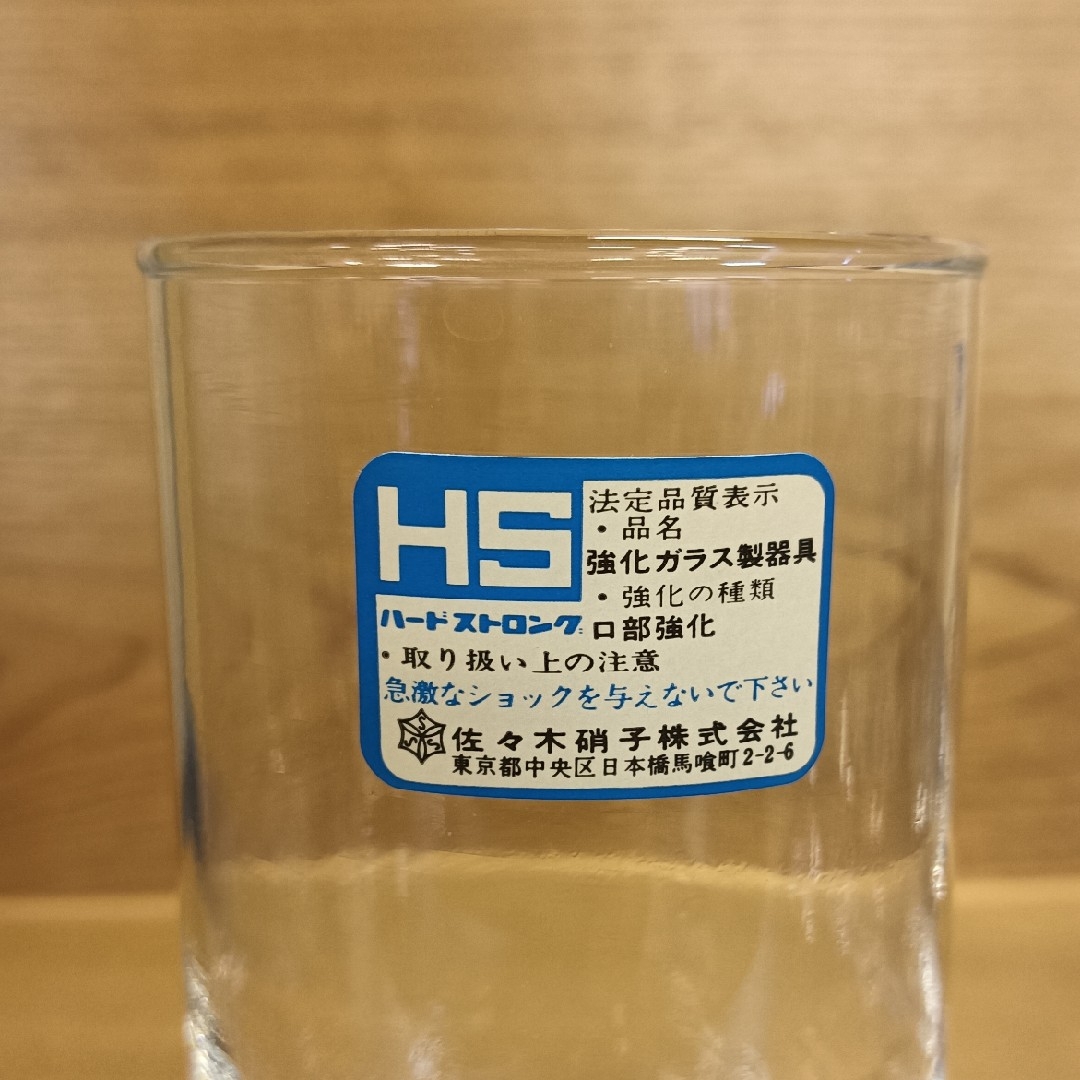 HS
ハードストロング
法定品質表示
・品名
強化ガラス製器具
・強化の種類
口部強化
・取り扱い上の注意
急激なショックを与えないで下さい
佐々木硝子株式会社
東京都中央区日本橋馬喰町2-2-6